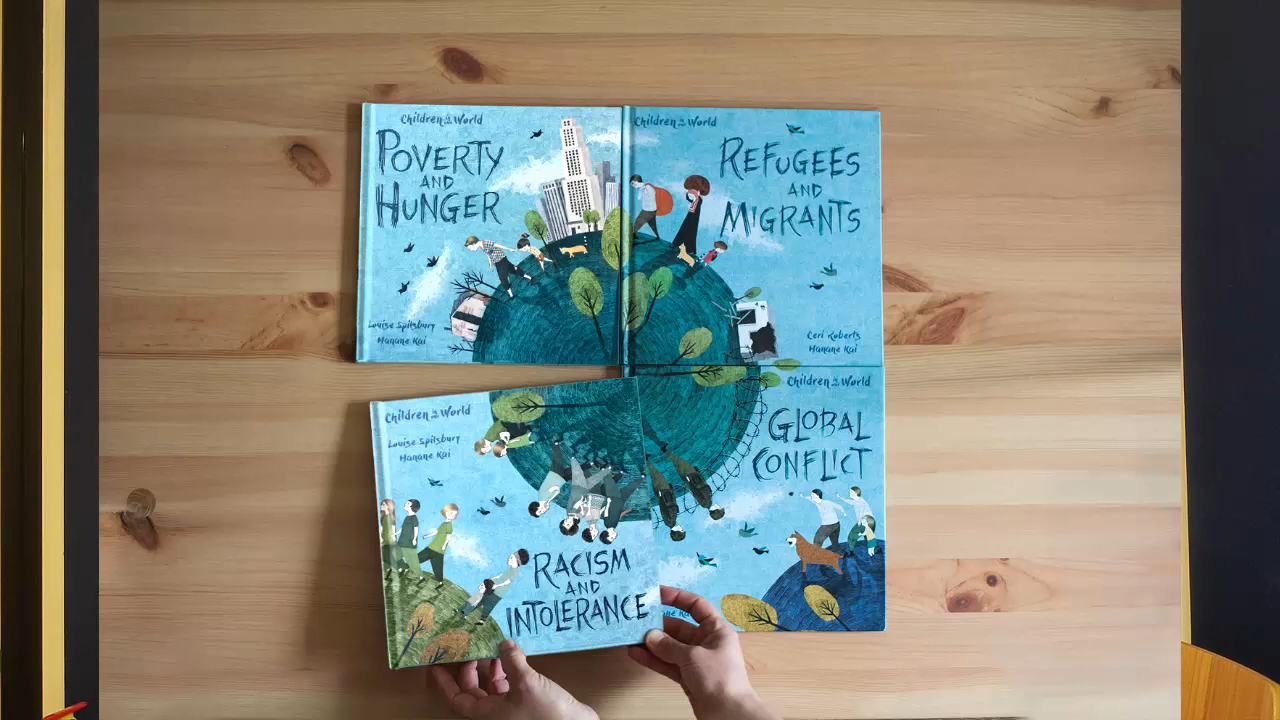 Children in the World
POVERTY
AND
HUNGER
Louise Spilsbury
Hanane Kai
Children in the World
REFUGEES
AND
MIGRANTS
Ceri Roberts
Hanane Kai
Children in the World
Louise Spilsbury
Hanane Kai
RACISM
AND
INTOLERANCE
Children in the World
GLOBAL
CONFLICT
Kai